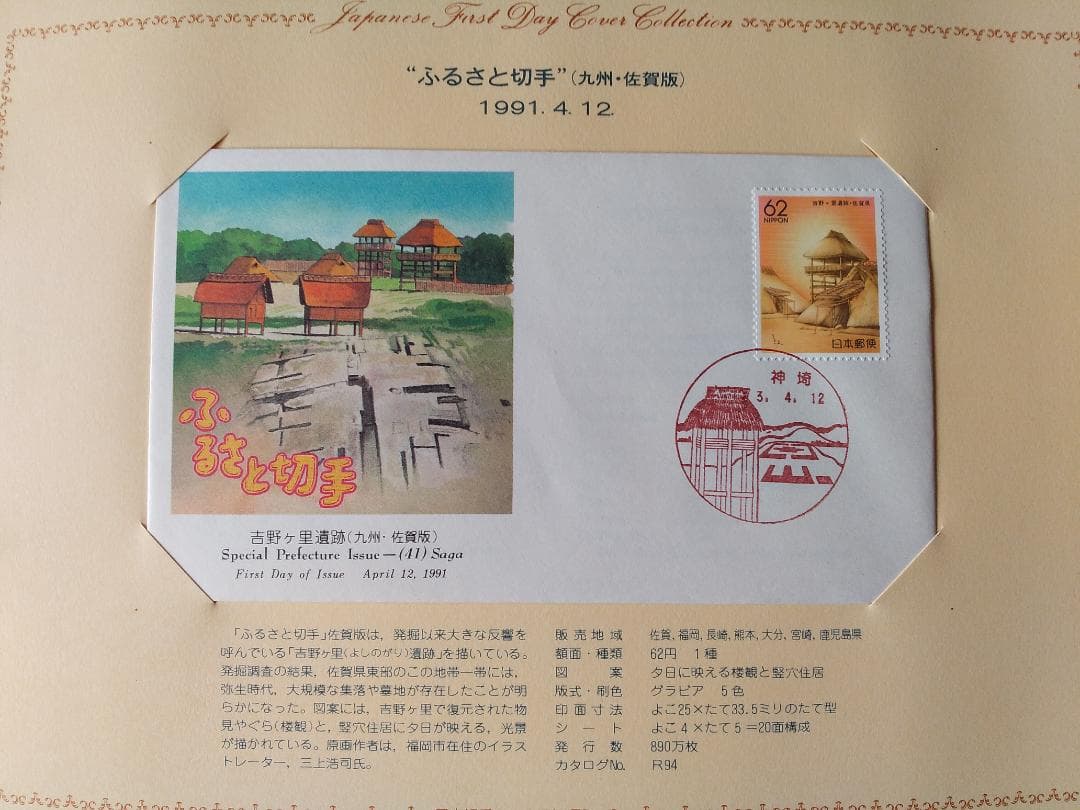 Japanese First Day Cover Collection
“ふるさと切手”(九州・佐賀版)
1991. 4. 12.
62
NIPPON
吉野ヶ里遺跡・佐賀県
日本郵便
神埼
3. 4. 12
ふ
るさと切手
吉野ヶ里遺跡(九州・佐賀版)
Special Prefecture Issue—(41) Saga
First Day of Issue April 12, 1991
「ふるさと切手」佐賀版は，発掘以来大きな反響を
呼んでいる「吉野ヶ里(よしのがり)遺跡」を描いている。
発掘調査の結果，佐賀県東部のこの地帯一帯には，
弥生時代，大規模な集落や墓地が存在したことが明
らかになった。図案には，吉野ヶ里で復元された物
見やぐら(楼観)と，竪穴住居に夕日が映える，光景
が描かれている。原画作者は，福岡市在住のイラス
トレーター，三上浩司氏。
販売地域 佐賀，福岡，長崎，熊本，大分，宮崎，鹿児島県
額面・種類 62円 1種
図案 夕日に映える楼観と竪穴住居
版式・刷色 グラビア 5色
印面寸法 よこ25×たて33.5ミリのたて型
シート よこ4×たて5＝20面構成
発行数 890万枚
カタログNo. R94